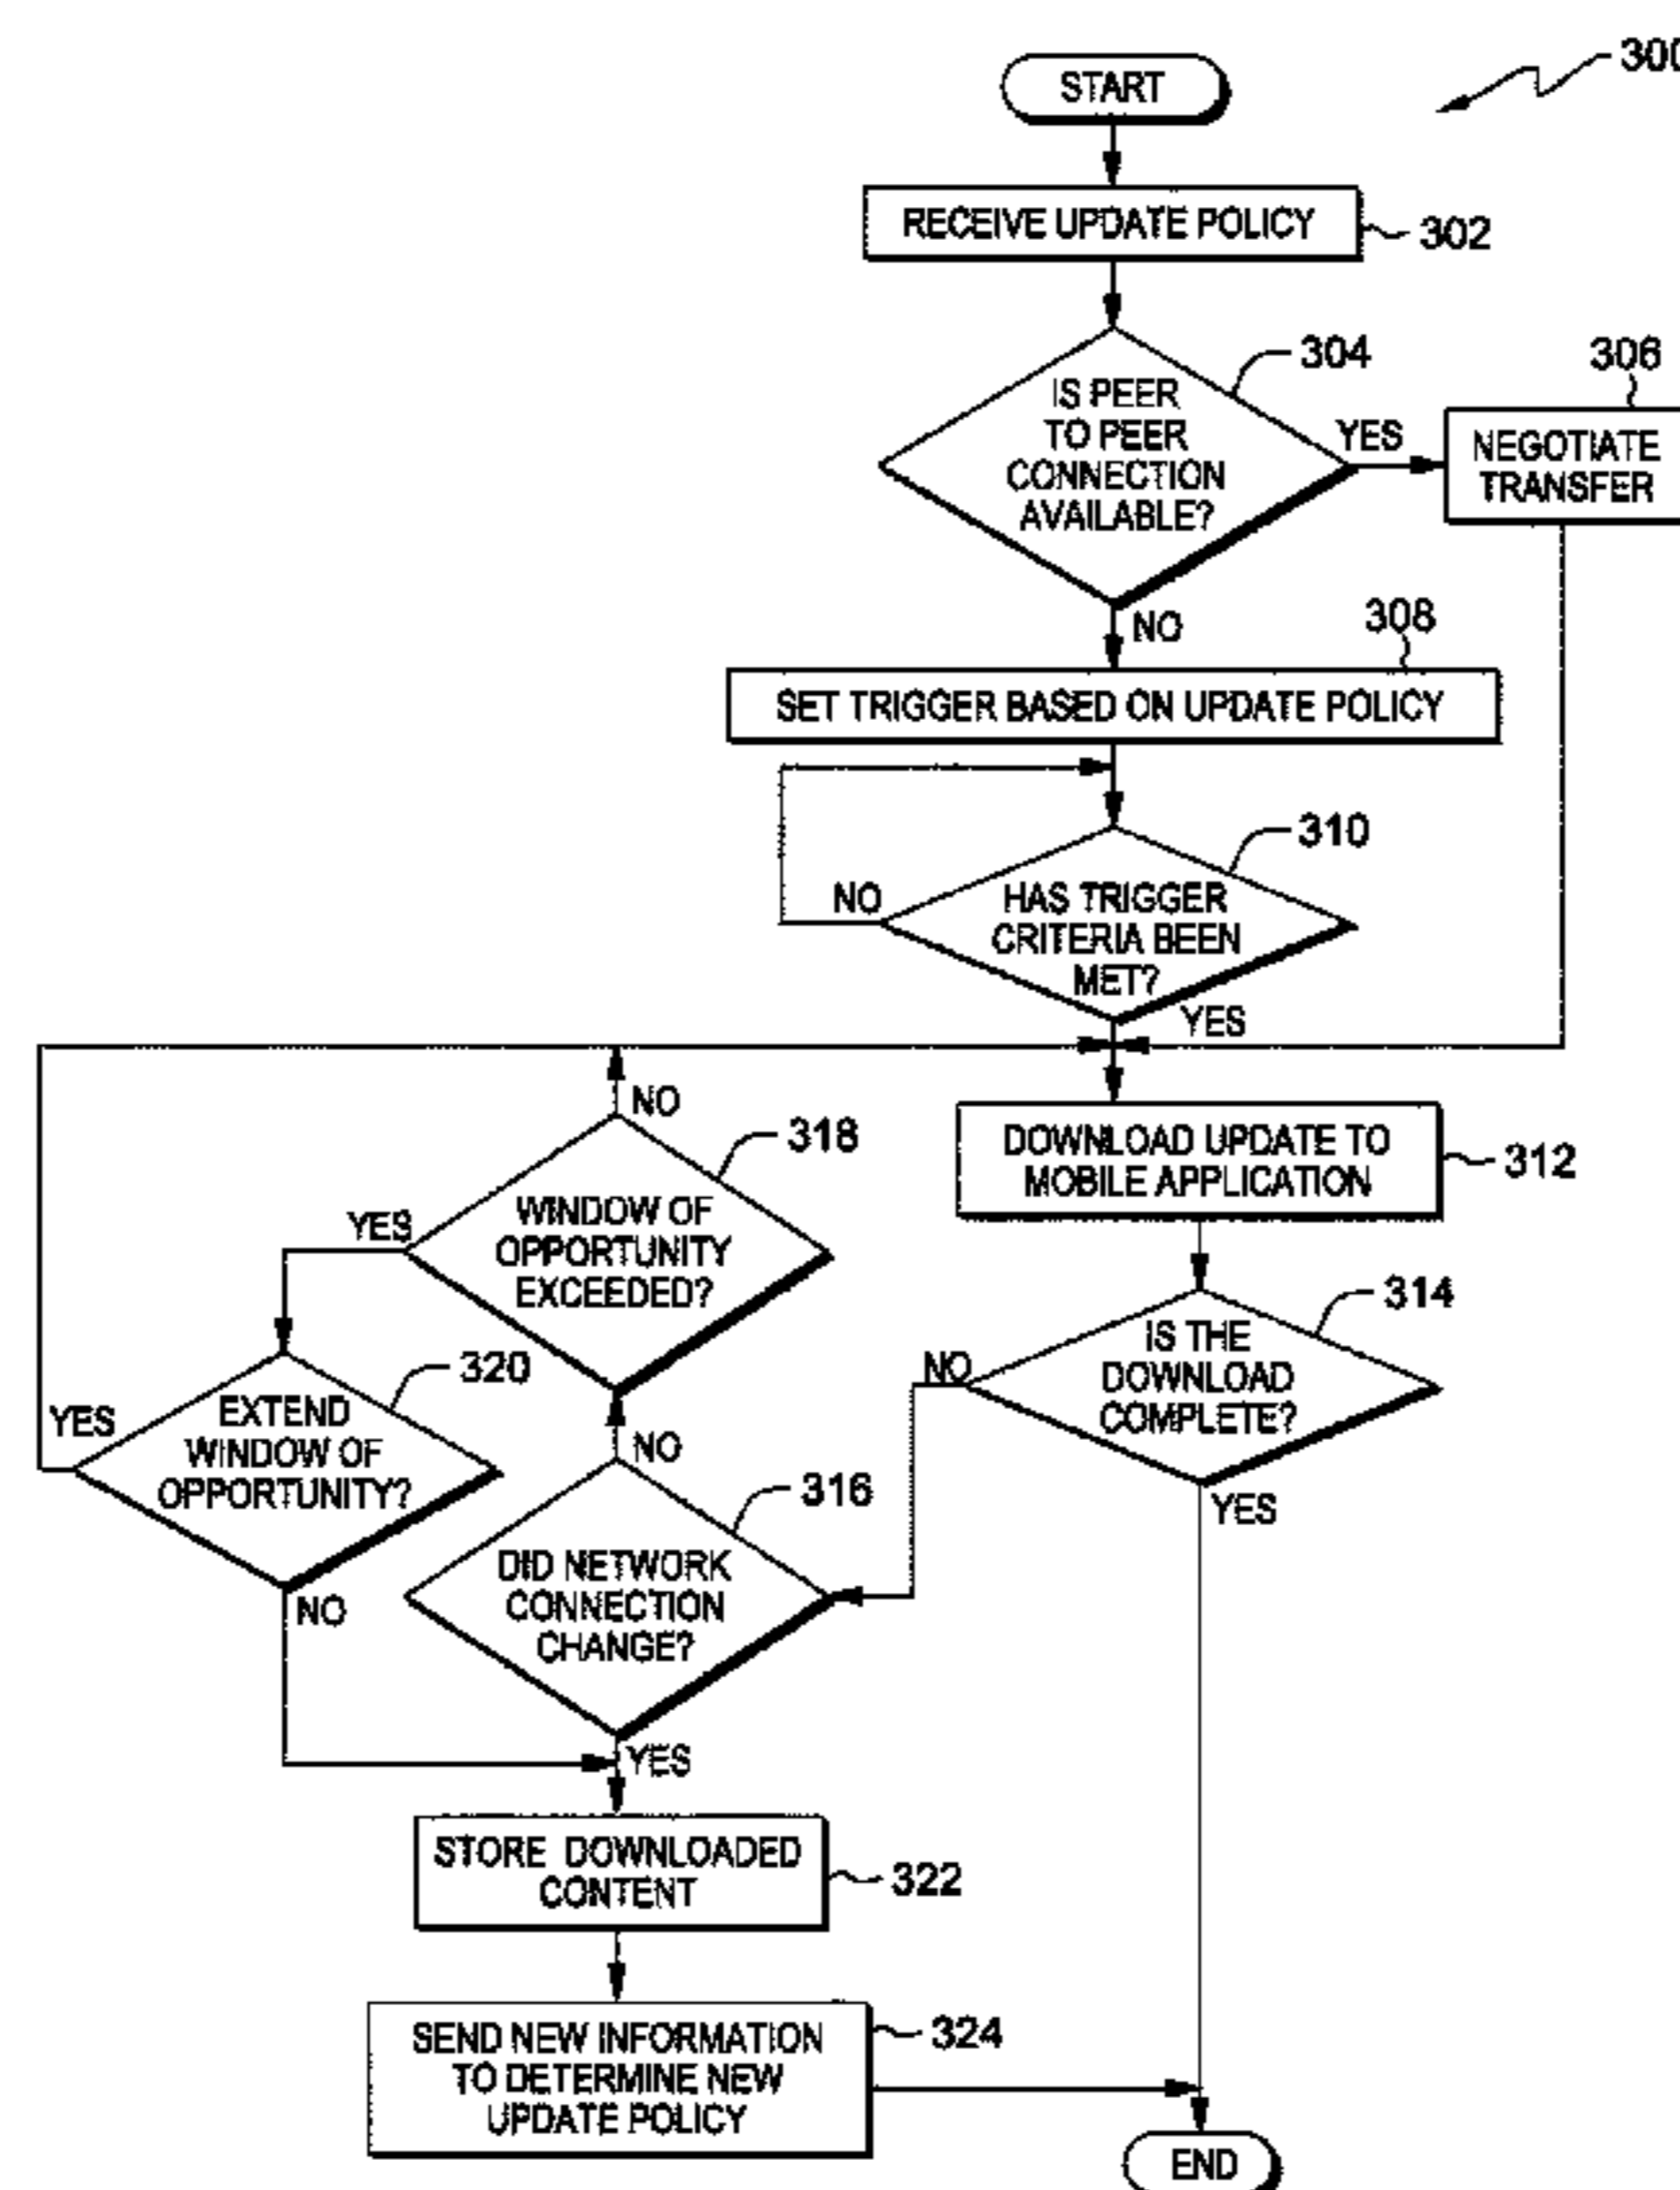 300
START
RECEIVE UPDATE POLICY
302
304
306
IS PEER
TO PEER
CONNECTION
AVAILABLE?
YES
NEGOTIATE
TRANSFER
NO
308
SET TRIGGER BASED ON UPDATE POLICY
310
NO
HAS TRIGGER
CRITERIA BEEN
MET?
YES
NO
318
DOWNLOAD UPDATE TO
MOBILE APPLICATION
312
YES
WINDOW OF
OPPORTUNITY
EXCEEDED?
314
NO
IS THE
DOWNLOAD
COMPLETE?
YES
320
YES
EXTEND
WINDOW OF
OPPORTUNITY?
NO
NO
316
DID NETWORK
CONNECTION
CHANGE?
YES
STORE DOWNLOADED
CONTENT
322
SEND NEW INFORMATION
TO DETERMINE NEW
UPDATE POLICY
324
END